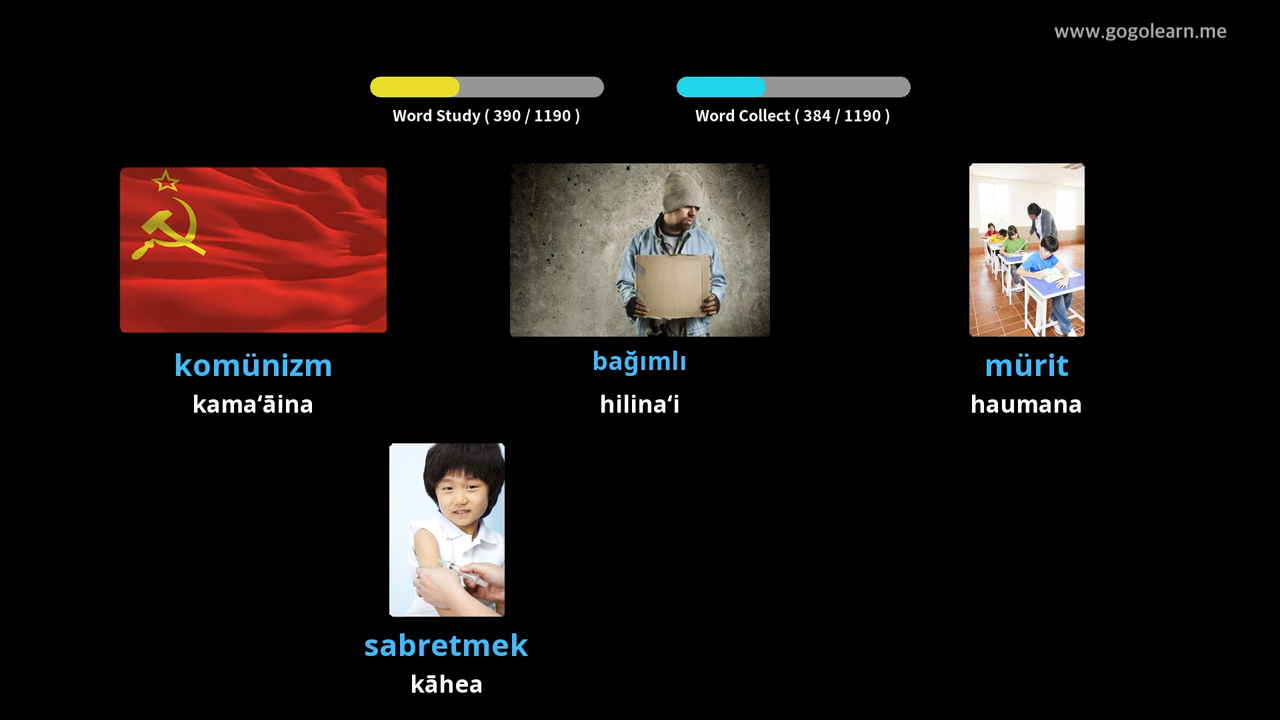 www.gogolearn.me
Word Study ( 390 / 1190 )
Word Collect ( 384 / 1190 )
komünizm
kamaʻāina
bağımlı
hilinaʻi
mürit
haumana
sabretmek
kāhea